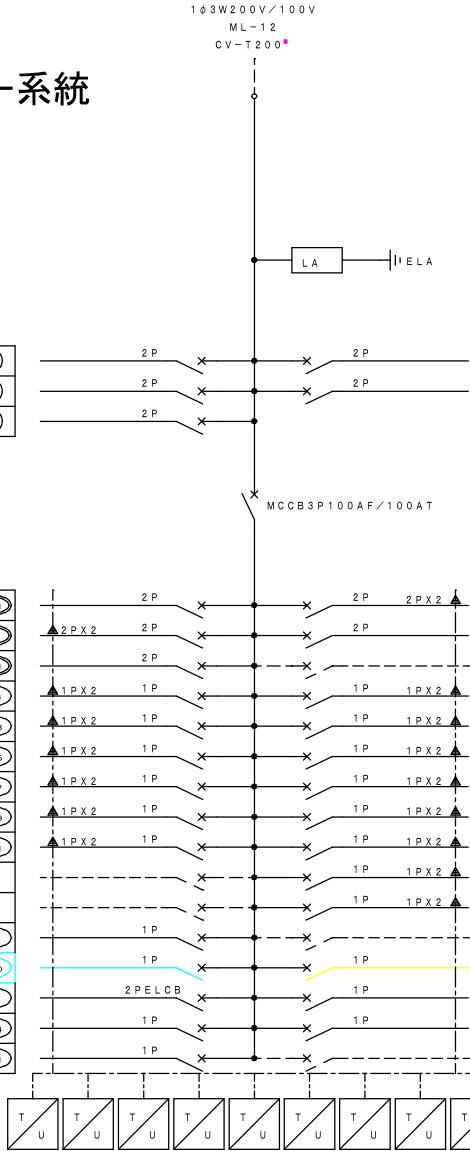 1φ3W200V/100V
ML-12
CV-T200
系統
LA ELA
2P 2P
2P 2P
2P
MCCB3P100AF/100AT
2P 2P 2PX2
2PX2 2P 2P
2P
1PX2 1P 1P 1PX2
1PX2 1P 1P 1PX2
1PX2 1P 1P 1PX2
1PX2 1P 1P 1PX2
1PX2 1P 1P 1PX2
1PX2 1P 1P 1PX2
1P 1PX2
1P 1PX2
1P
1P 1P
2PELCB 1P
1P 1P
1P
T T T T T T T T T
U U U U U U U U